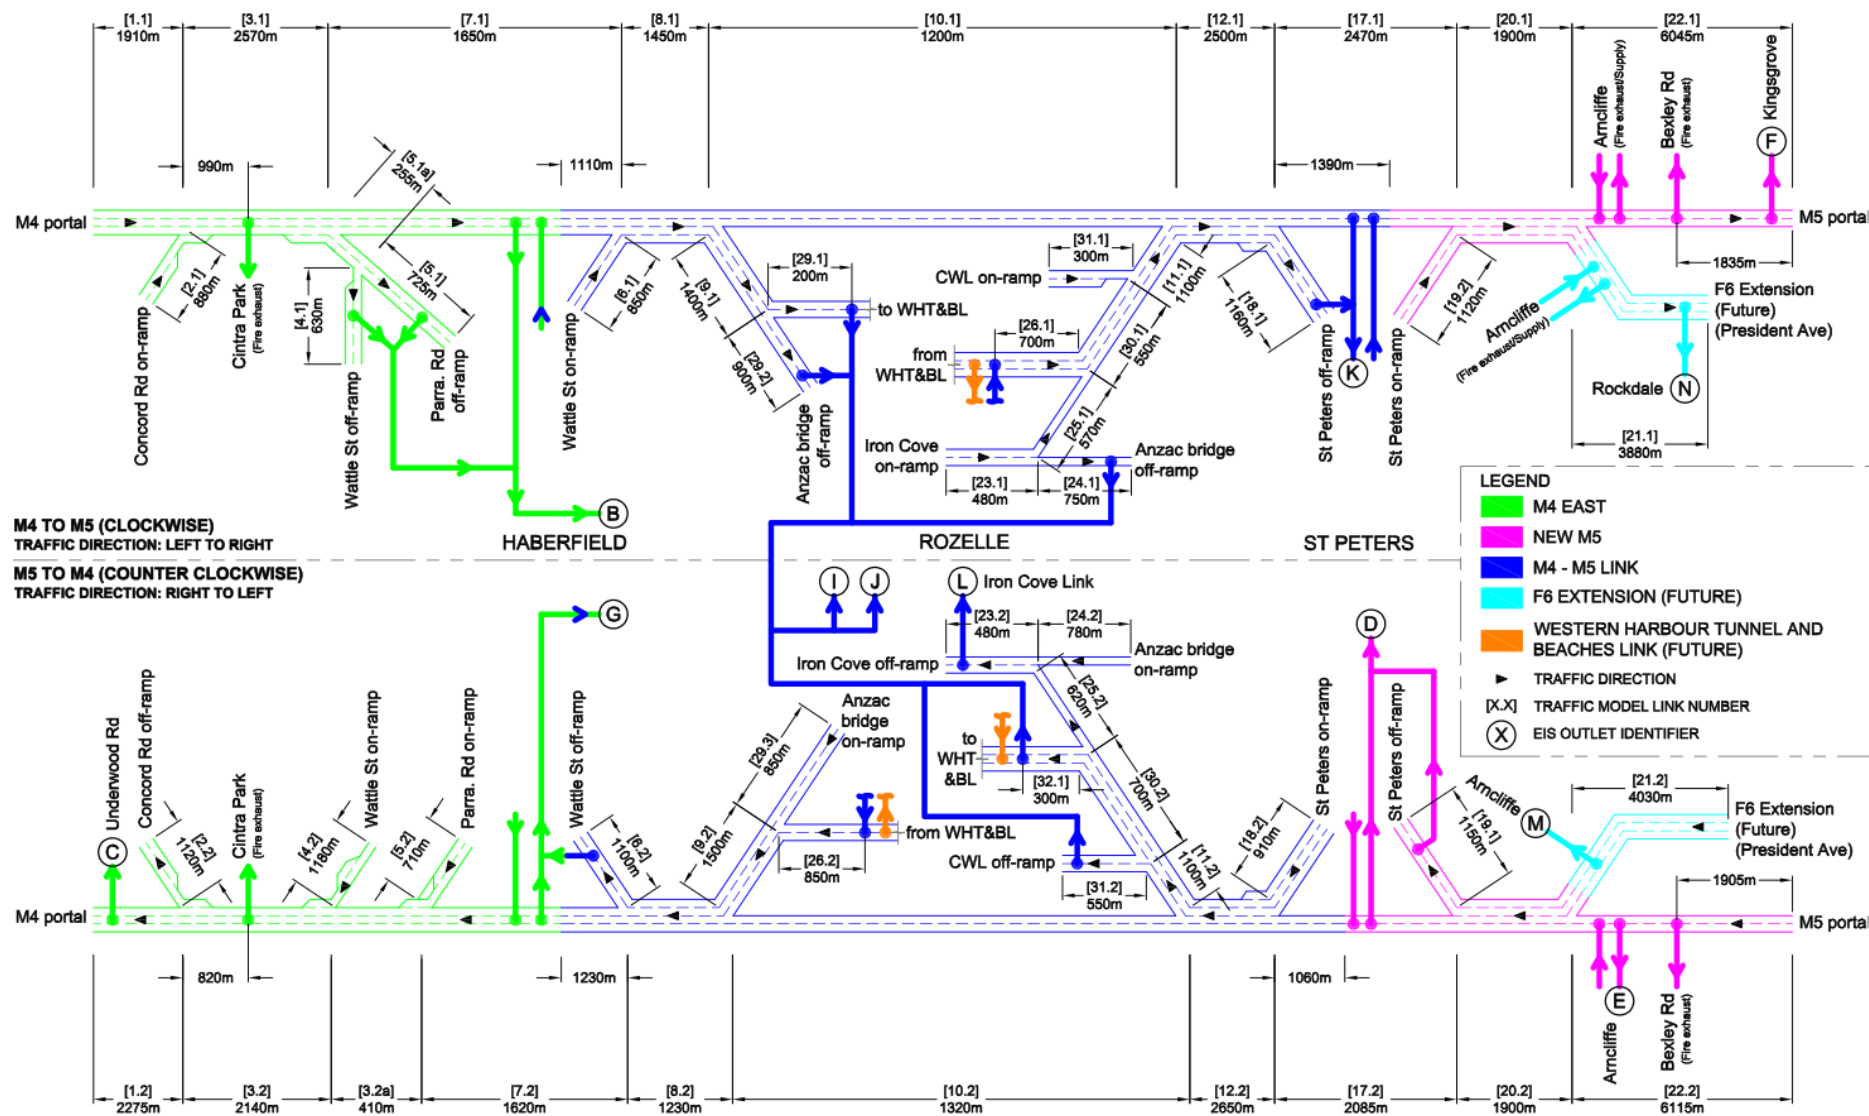 [1.1]
1910m
[3.1]
2570m
[7.1]
1650m
[8.1]
1450m
[10.1]
1200m
[12.1]
2500m
[17.1]
2470m
[20.1]
1900m
[22.1]
6045m
990m
[5.1a]
255m
1110m
1390m
Arncliffe
(Fire exhaust/Supply)
Bexley Rd
(Fire exhaust)
F
Kingsgrove
M4 portal
M5 portal
[2.1]
880m
Concord Rd on-ramp
Cintra Park
(Fire exhaust)
[4.1]
630m
Wattle St off-ramp
[5.1]
725m
Parra. Rd
off-ramp
Wattle St on-ramp
[6.1]
850m
[9.1]
1400m
[29.1]
200m
to WHT&BL
[29.2]
900m
Anzac bridge
off-ramp
CWL on-ramp
[31.1]
300m
[11.1]
1100m
from
WHT&BL
[26.1]
700m
[30.1]
550m
[25.1]
570m
Iron Cove
on-ramp
Anzac bridge
off-ramp
[23.1]
480m
[24.1]
750m
[18.1]
1160m
St Peters off-ramp
K
St Peters on-ramp
[19.2]
1120m
Arncliffe
(Fire exhaust/Supply)
1835m
F6 Extension
(Future)
(President Ave)
Rockdale
N
[21.1]
3880m
B
M4 TO M5 (CLOCKWISE)
TRAFFIC DIRECTION: LEFT TO RIGHT
HABERFIELD
ROZELLE
ST PETERS
M5 TO M4 (COUNTER CLOCKWISE)
TRAFFIC DIRECTION: RIGHT TO LEFT
LEGEND
M4 EAST
NEW M5
M4 - M5 LINK
F6 EXTENSION (FUTURE)
WESTERN HARBOUR TUNNEL AND
BEACHES LINK (FUTURE)
TRAFFIC DIRECTION
[X.X] TRAFFIC MODEL LINK NUMBER
X EIS OUTLET IDENTIFIER
G
I
J
L
Iron Cove Link
D
[23.2]
480m
[24.2]
780m
Iron Cove off-ramp
Anzac bridge
on-ramp
[25.2]
620m
Anzac
bridge
on-ramp
[29.3]
850m
to
WHT
&BL
[32.1]
300m
[30.2]
700m
St Peters on-ramp
St Peters off-ramp
C
Underwood Rd
Concord Rd off-ramp
[2.2]
1120m
Cintra Park
(Fire exhaust)
[4.2]
1180m
Wattle St on-ramp
[5.2]
710m
Parra. Rd on-ramp
Wattle St off-ramp
[6.2]
1100m
[9.2]
1500m
from WHT&BL
[26.2]
850m
CWL off-ramp
[31.2]
550m
[11.2]
1100m
[18.2]
910m
[19.1]
1150m
Arncliffe
M
[21.2]
4030m
F6 Extension
(Future)
(President Ave)
1905m
M4 portal
M5 portal
820m
1230m
1060m
Arncliffe
E
Bexley Rd
(Fire exhaust)
[1.2]
2275m
[3.2]
2140m
[3.2a]
410m
[7.2]
1620m
[8.2]
1230m
[10.2]
1320m
[12.2]
2650m
[17.2]
2085m
[20.2]
1900m
[22.2]
6115m